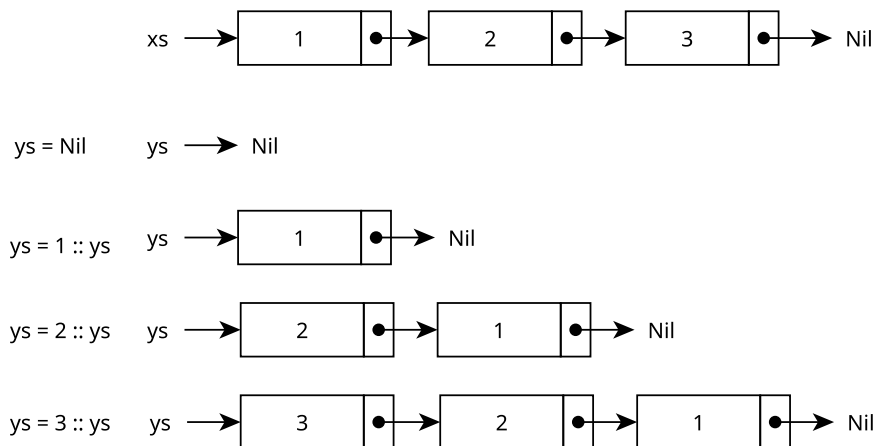 xs 1 2 3 Nil
ys = Nil ys Nil
ys = 1 :: ys ys 1 Nil
ys = 2 :: ys ys 2 1 Nil
ys = 3 :: ys ys 3 2 1 Nil